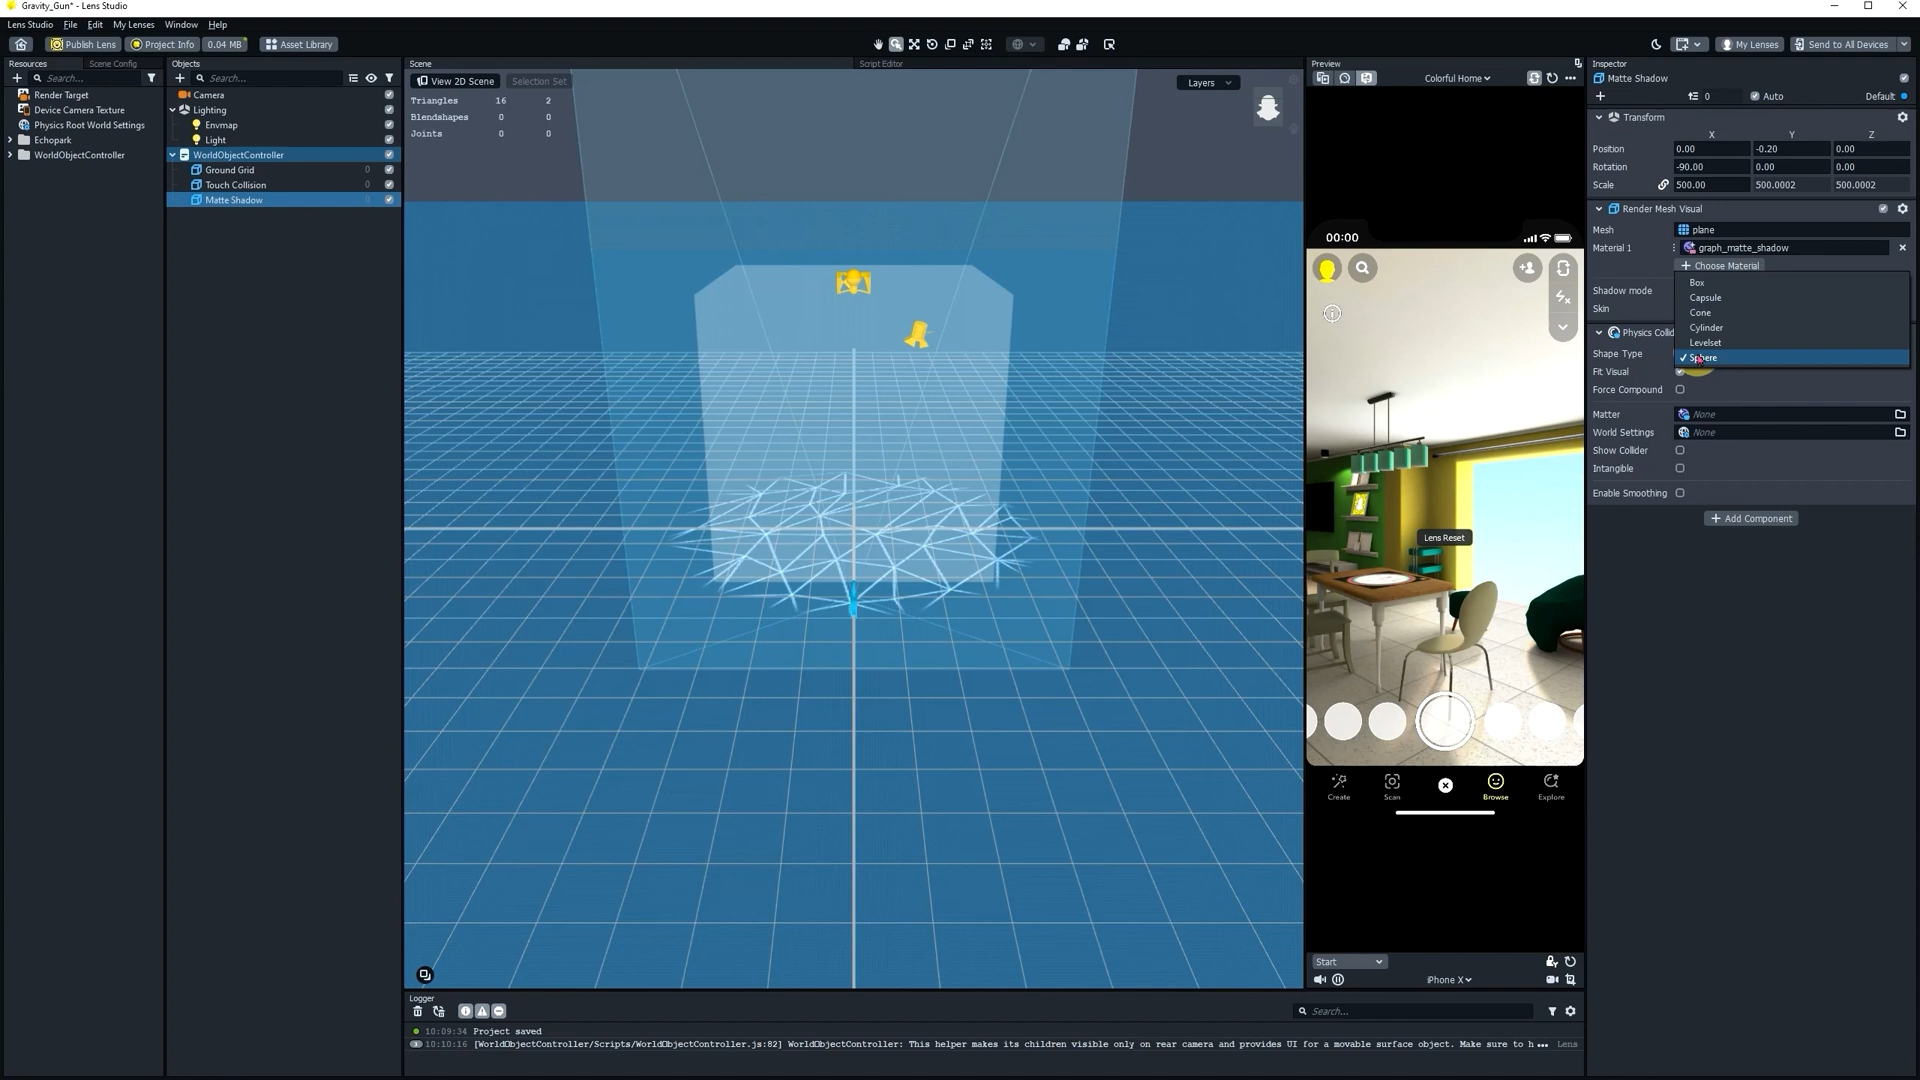 Gravity_Gun* - Lens Studio
Lens Studio File Edit My Lenses Window Help
Publish Lens Project Info 0.04 MB Asset Library
My Lenses Send to All Devices
Resources Scene Config
Search...
Render Target
Device Camera Texture
Physics Root World Settings
Echopark
WorldObjectController
Objects
Search...
Camera
Lighting
Envmap
Light
WorldObjectController
Ground Grid 0
Touch Collision 0
Matte Shadow 0
Scene Script Editor
View 2D Scene Selection Set
Layers
Triangles 16 2
Blendshapes 0 0
Joints 0 0
Preview
Colorful Home
00:00
Lens Reset
Create Scan Browse Explore
Start
iPhone X
Inspector
Matte Shadow
0 Auto Default
Transform
X Y Z
Position 0.00 -0.20 0.00
Rotation -90.00 0.00 0.00
Scale 500.00 500.0002 500.0002
Render Mesh Visual
Mesh plane
Material 1 graph_matte_shadow
+ Choose Material
Box
Shadow mode
Capsule
Skin
Cone
Cylinder
Physics Collid
Levelset
Shape Type
Sphere
Fit Visual
Force Compound
Matter None
World Settings None
Show Collider
Intangible
Enable Smoothing
+ Add Component
Logger
Search...
10:09:34 Project saved
10:10:16 [WorldObjectController/Scripts/WorldObjectController.js:82] WorldObjectController: This helper makes its children visible only on rear camera and provides UI for a movable surface object. Make sure to h ... Lens